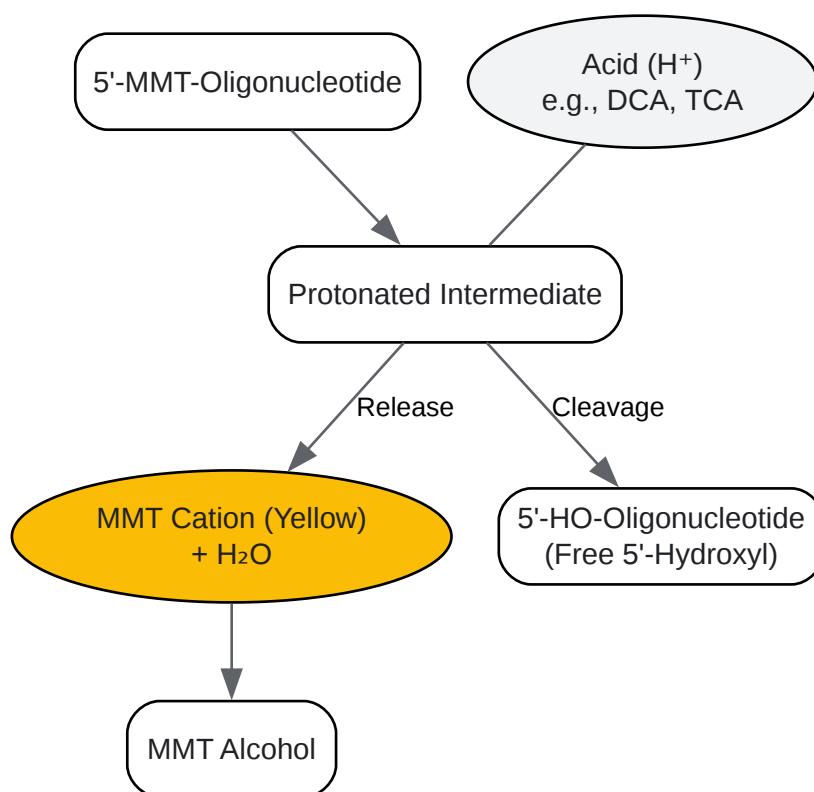 5'-MMT-Oligonucleotide
Acid (H⁺)
e.g., DCA, TCA
Protonated Intermediate
Release
Cleavage
MMT Cation (Yellow)
+ H₂O
5'-HO-Oligonucleotide
(Free 5'-Hydroxyl)
MMT Alcohol